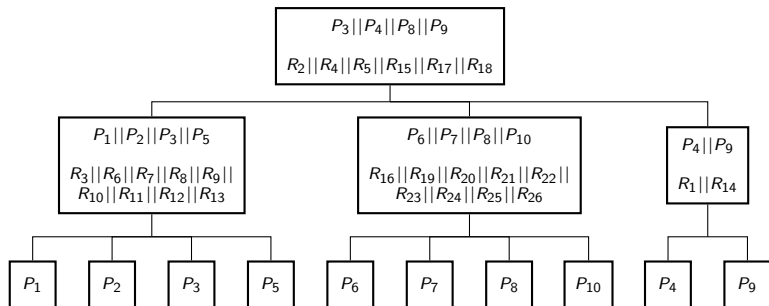 P₃||P₄||P₈||P₉
R₂||R₄||R₅||R₁₅||R₁₇||R₁₈
P₁||P₂||P₃||P₅
R₃||R₆||R₇||R₈||R₉||
R₁₀||R₁₁||R₁₂||R₁₃
P₆||P₇||P₈||P₁₀
R₁₆||R₁₉||R₂₀||R₂₁||R₂₂||
R₂₃||R₂₄||R₂₅||R₂₆
P₄||P₉
R₁||R₁₄
P₁
P₂
P₃
P₅
P₆
P₇
P₈
P₁₀
P₄
P₉